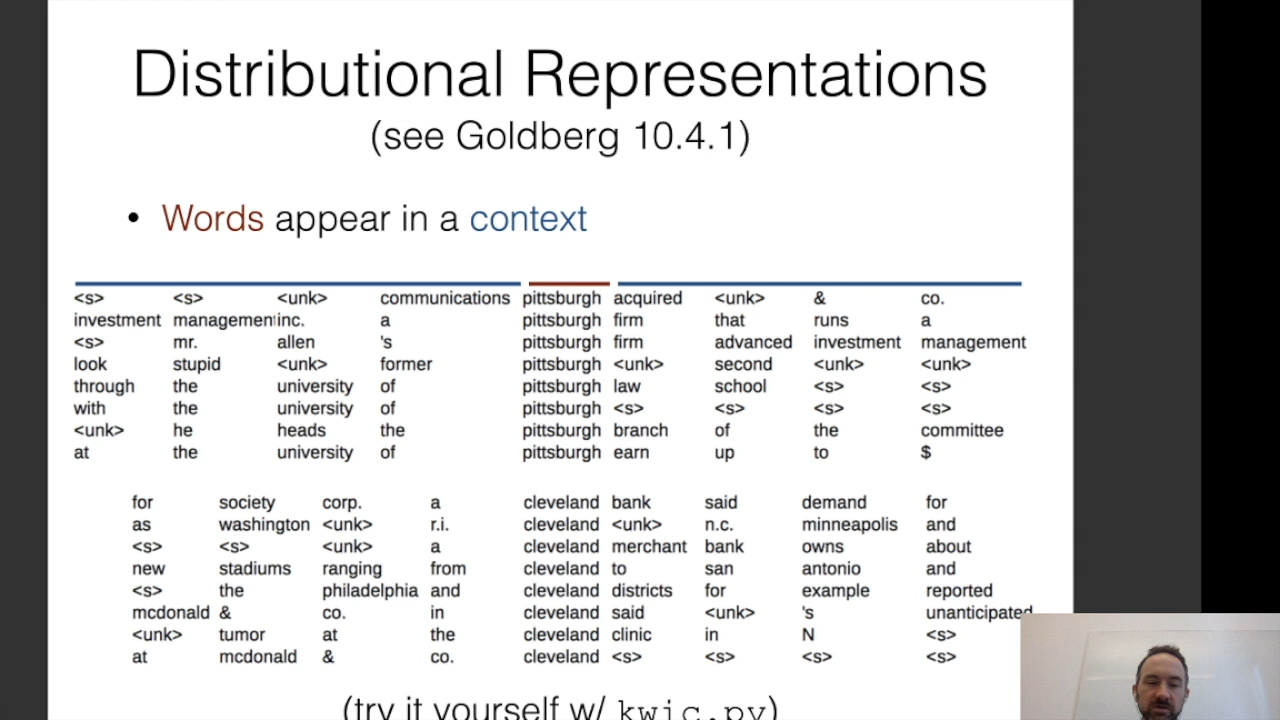 Distributional Representations
(see Goldberg 10.4.1)
• Words appear in a context
<s> <s> <unk> communications pittsburgh acquired <unk> & co.
investment management inc. a pittsburgh firm that runs a
<s> mr. allen 's pittsburgh firm advanced investment management
look stupid <unk> former pittsburgh <unk> second <unk> <unk>
through the university of pittsburgh law school <s> <s>
with the university of pittsburgh <s> <s> <s> <s>
<unk> he heads the pittsburgh branch of the committee
at the university of pittsburgh earn up to $
for society corp. a cleveland bank said demand for
as washington <unk> r.i. cleveland <unk> n.c. minneapolis and
<s> <s> <unk> a cleveland merchant bank owns about
new stadiums ranging from cleveland to san antonio and
<s> the philadelphia and cleveland districts for example reported
mcdonald & co. in cleveland said <unk> 's unanticipated
<unk> tumor at the cleveland clinic in N <s>
at mcdonald & co. cleveland <s> <s> <s> <s>
(try it yourself w/ kwic.py)